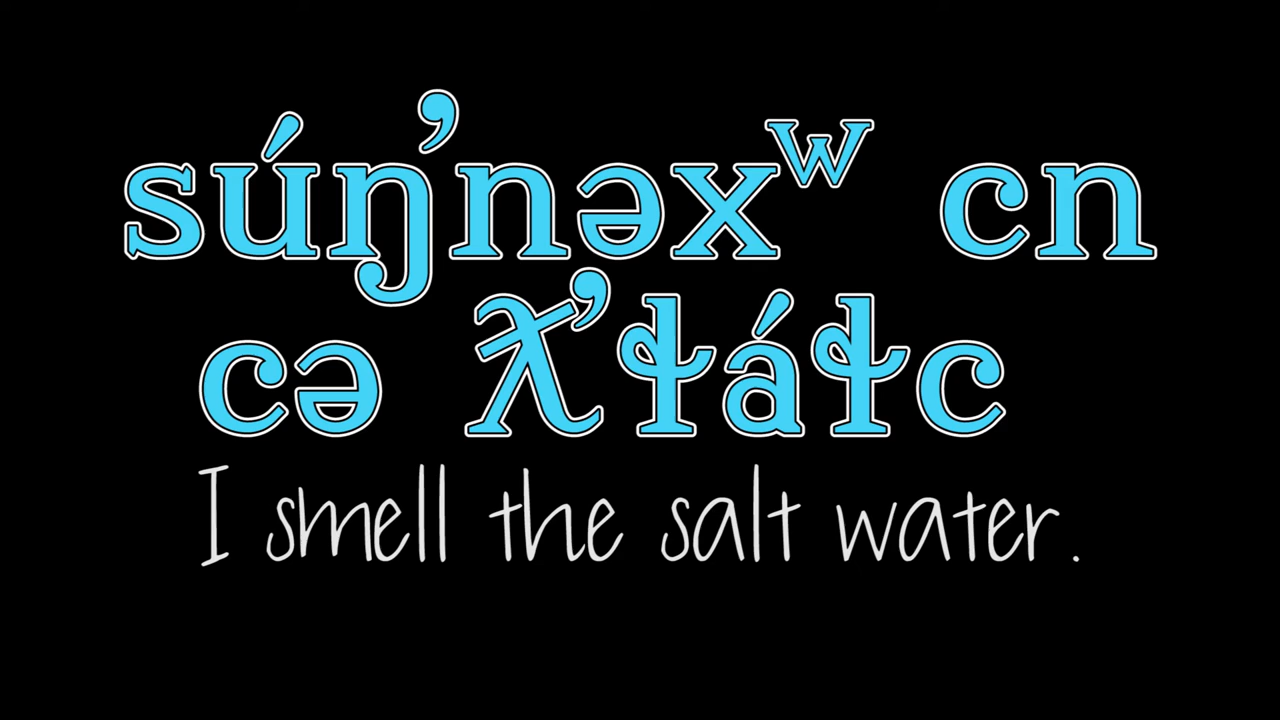 súŋ̓nəxʷ cn
cə ƛ̓ɬáɬc
I smell the salt water.